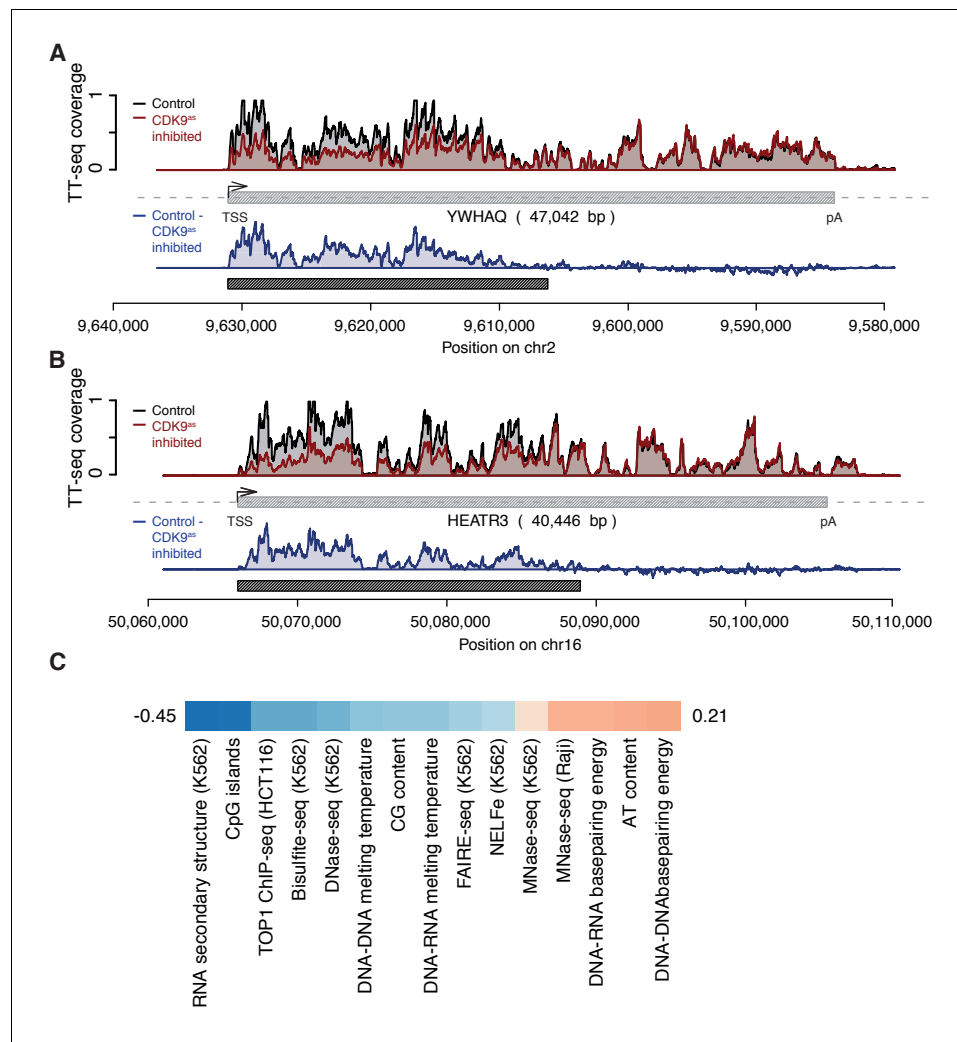 A
TT-seq coverage
1
0
Control
CDK9as
inhibited
TSS
YWHAQ ( 47,042 bp )
pA
Control -
CDK9as
inhibited
9,640,000 9,630,000 9,620,000 9,610,000 9,600,000 9,590,000 9,580,000
Position on chr2
B
TT-seq coverage
1
0
Control
CDK9as
inhibited
TSS
HEATR3 ( 40,446 bp )
pA
Control -
CDK9as
inhibited
50,060,000 50,070,000 50,080,000 50,090,000 50,100,000 50,110,000
Position on chr16
C
-0.45
0.21
RNA secondary structure (K562)
CpG islands
TOP1 ChIP-seq (HCT116)
Bisulfite-seq (K562)
DNase-seq (K562)
DNA-DNA melting temperature
CG content
DNA-RNA melting temperature
FAIRE-seq (K562)
NELFe (K562)
MNase-seq (K562)
MNase-seq (Raji)
DNA-RNA basepairing energy
AT content
DNA-DNAbasepairing energy